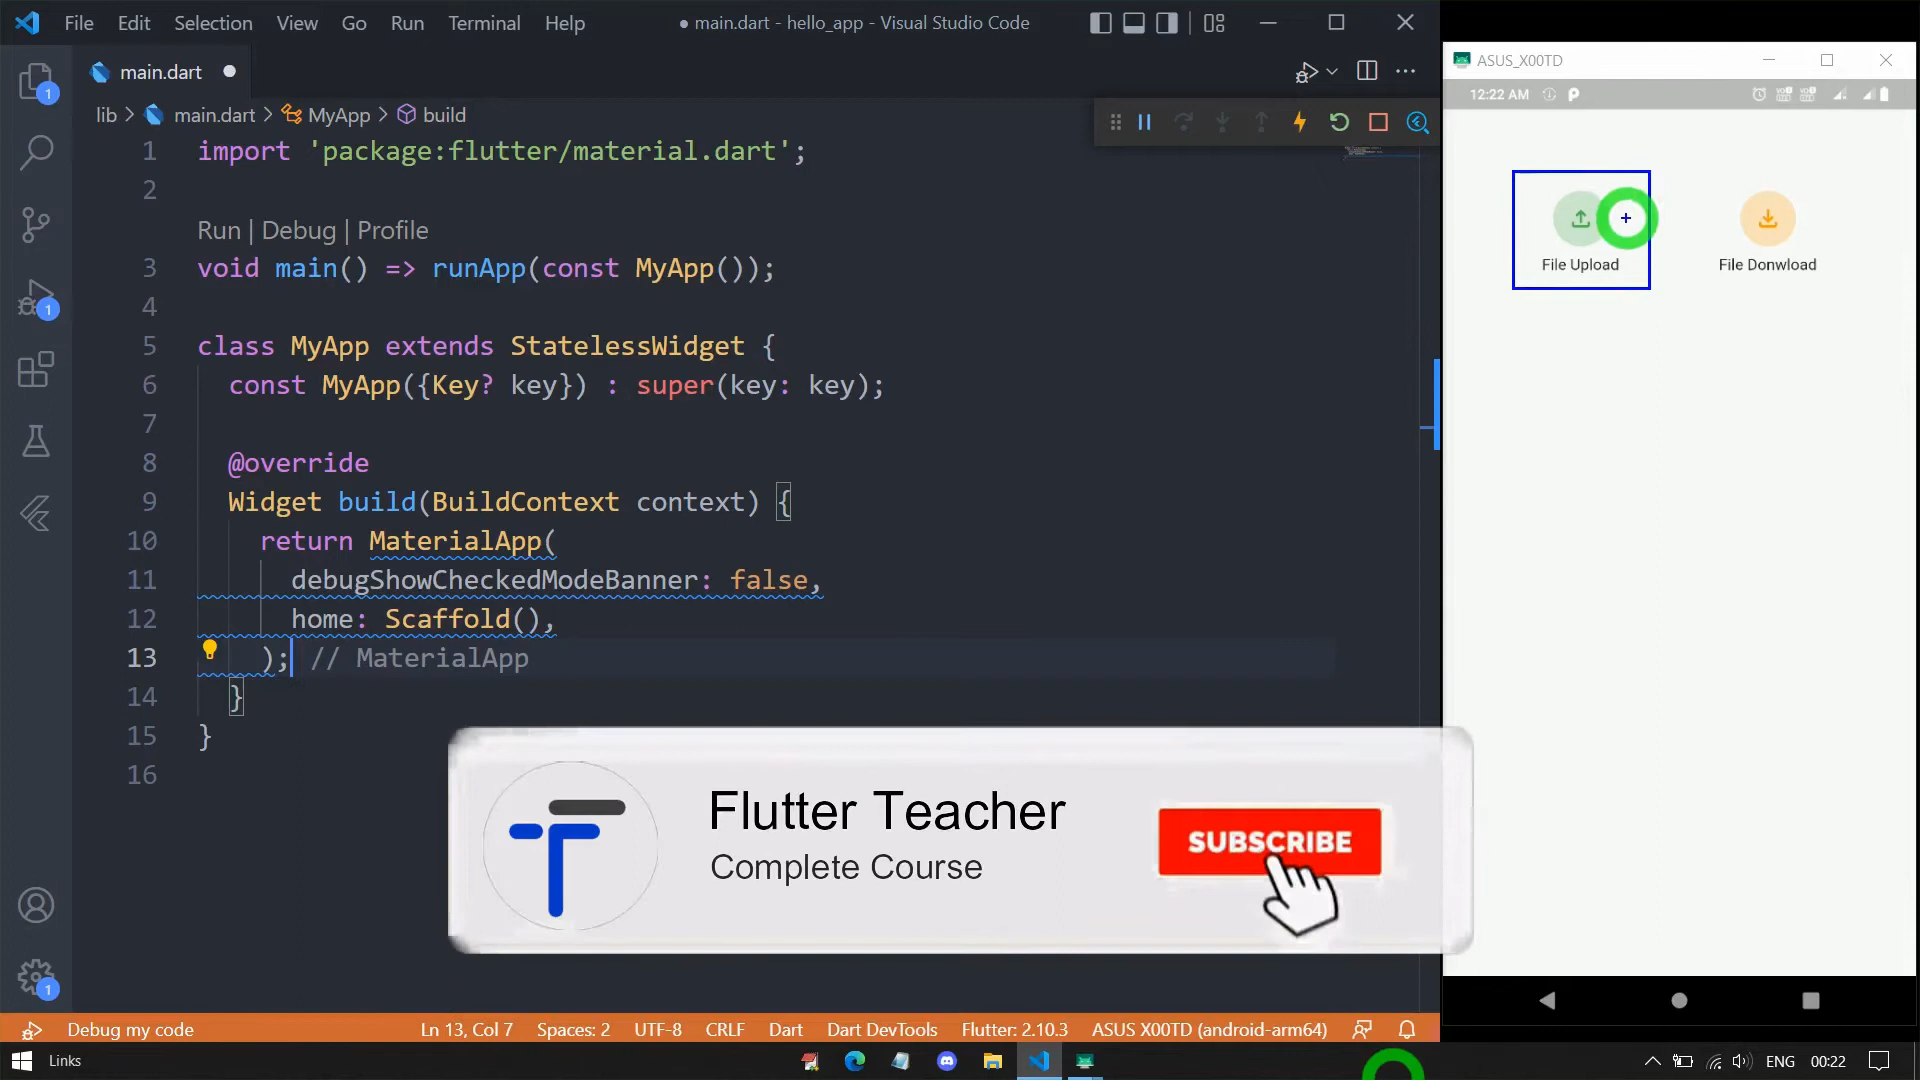 File Edit Selection View Go Run Terminal Help ● main.dart - hello_app - Visual Studio Code
main.dart
lib > main.dart > MyApp > build
1 import 'package:flutter/material.dart';
2
Run | Debug | Profile
3 void main() => runApp(const MyApp());
4
5 class MyApp extends StatelessWidget {
6 const MyApp({Key? key}) : super(key: key);
7
8 @override
9 Widget build(BuildContext context) {
10 return MaterialApp(
11 debugShowCheckedModeBanner: false,
12 home: Scaffold(),
13 ); // MaterialApp
14 }
15 }
16
1
1
1
ASUS_X00TD
12:22 AM
File Upload
File Donwload
Flutter Teacher
Complete Course
SUBSCRIBE
Debug my code Ln 13, Col 7 Spaces: 2 UTF-8 CRLF Dart Dart DevTools Flutter: 2.10.3 ASUS X00TD (android-arm64)
Links ENG 00:22